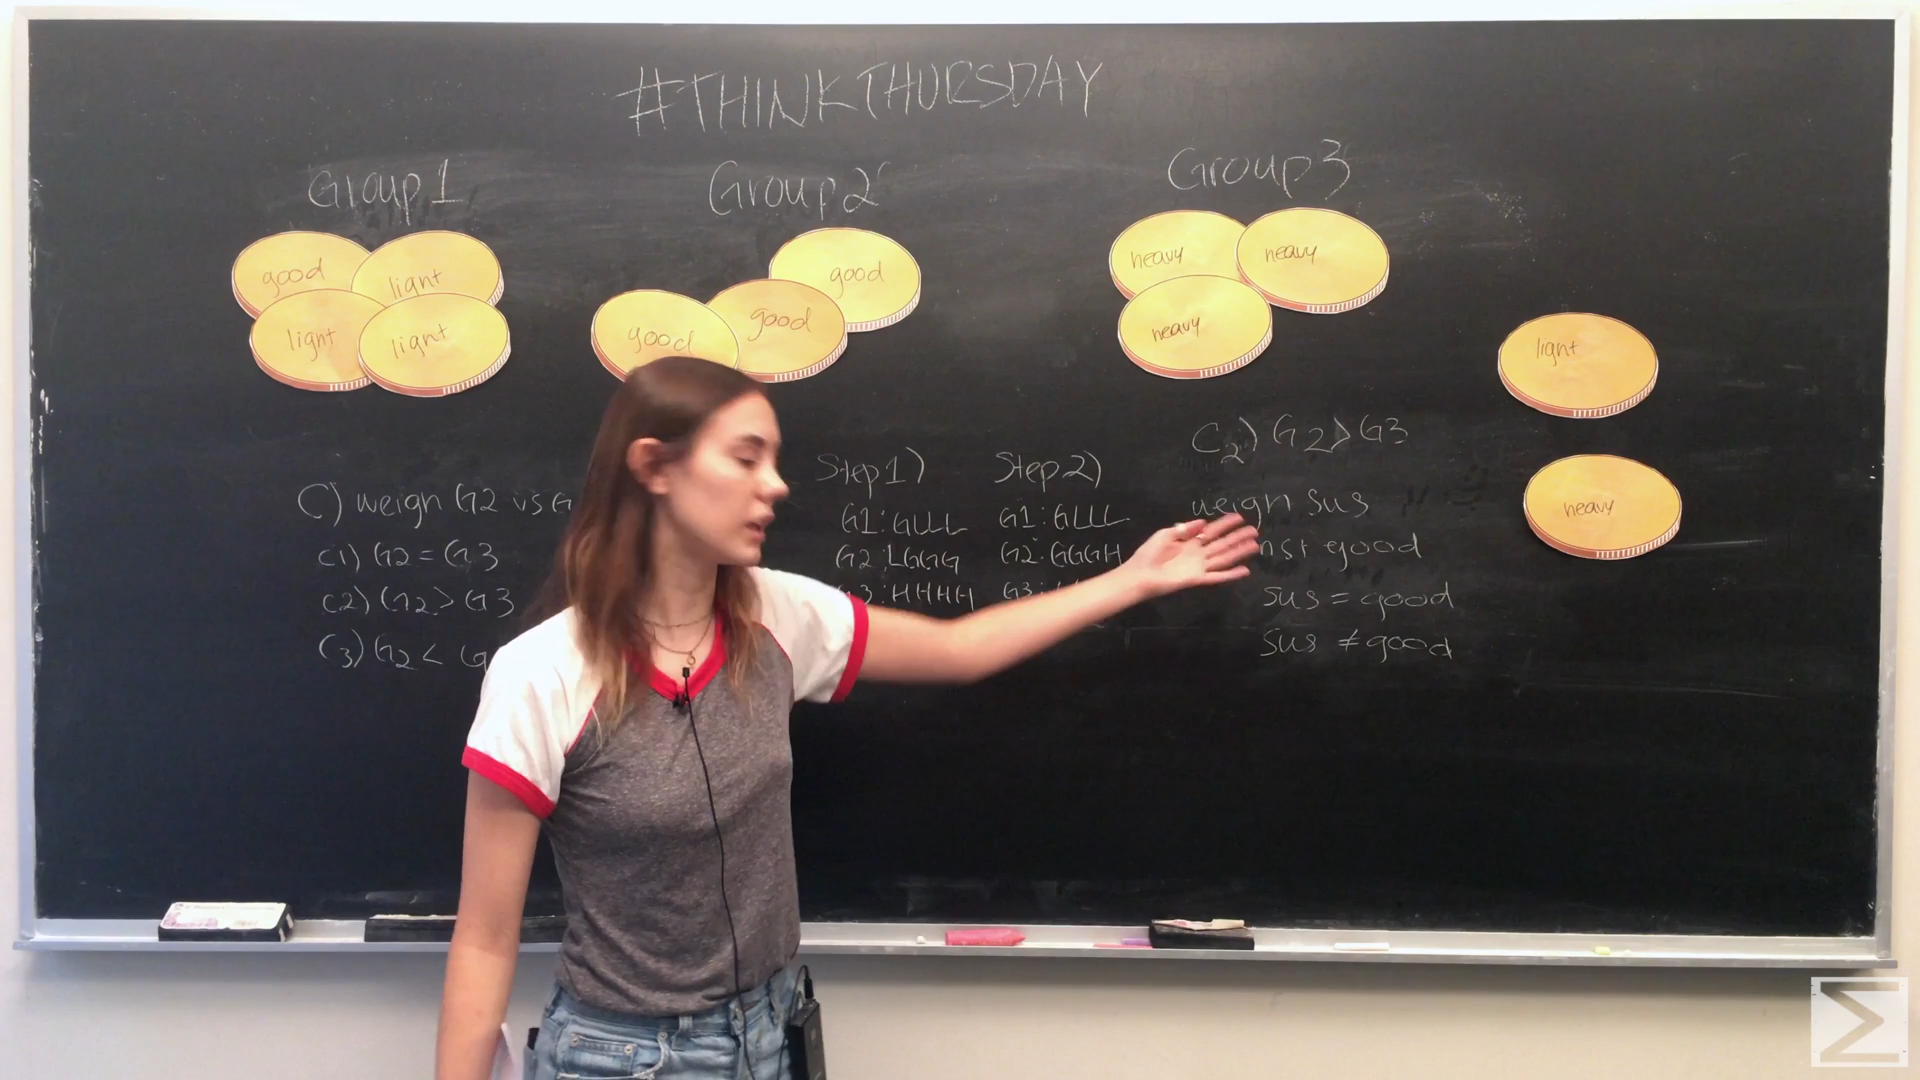 #THINKTHURSDAY
Group 1
Group 2
Group 3
good
light
light
light
good
good
good
heavy
heavy
heavy
light
heavy
C) weigh G2 vs G
C1) G2 = G3
C2) G2 > G3
C3) G2 < G
Step 1)
G1: GLLL
G2: LGGG
G3: HHHH
Step 2)
G1: GLLL
G2: GGGH
G3:
C2) G2 > G3
weigh sus
good
sus = good
sus ≠ good
Σ